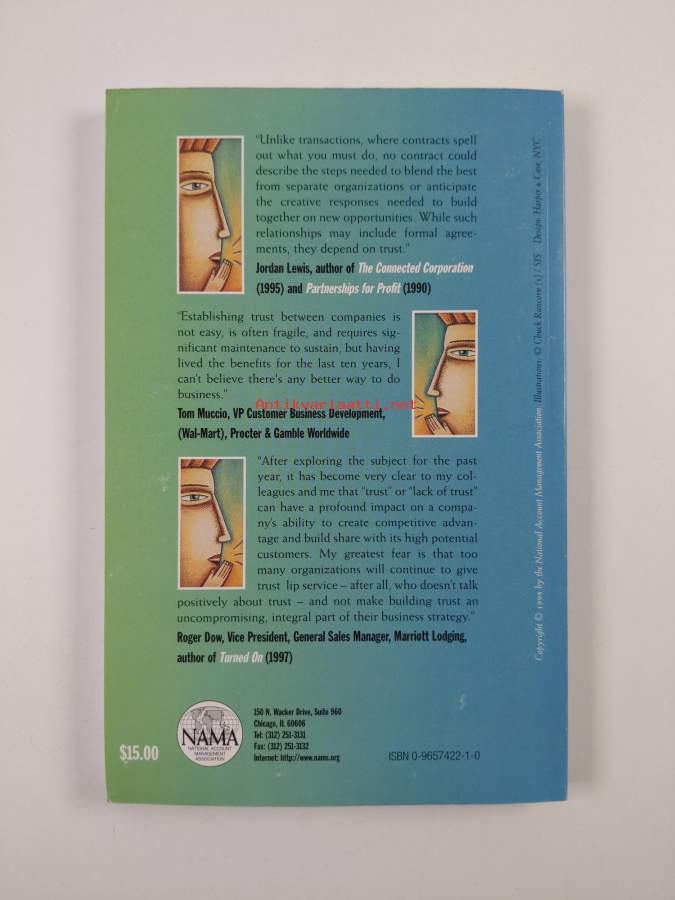 "Unlike transactions, where contracts spell
out what you must do, no contract could
describe the steps needed to blend the best
from separate organizations or anticipate
the creative responses needed to build
together on new opportunities. While such
relationships may include formal agree-
ments, they depend on trust."
Jordan Lewis, author of The Connected Corporation
(1995) and Partnerships for Profit (1990)
"Establishing trust between companies is
not easy, is often fragile, and requires sig-
nificant maintenance to sustain, but having
lived the benefits for the last ten years, I
can't believe there's any better way to do
business."
Antikvariaatti.net
Tom Muccio, VP Customer Business Development,
(Wal-Mart), Procter & Gamble Worldwide
"After exploring the subject for the past
year, it has become very clear to my col-
leagues and me that "trust" or "lack of trust"
can have a profound impact on a compa-
ny's ability to create competitive advan-
tage and build share with its high potential
customers. My greatest fear is that too
many organizations will continue to give
trust lip service – after all, who doesn't talk
positively about trust – and not make building trust an
uncompromising, integral part of their business strategy."
Roger Dow, Vice President, General Sales Manager, Marriott Lodging,
author of Turned On (1997)
$15.00
NAMA
NATIONAL ACCOUNT
MANAGEMENT
ASSOCIATION
150 N. Wacker Drive, Suite 960
Chicago, IL 60606
Tel: (312) 251-3131
Fax: (312) 251-3132
Internet: http://www.nams.org
ISBN 0-9657422-1-0
Copyright © 1998 by the National Account Management Association. Illustrations: © Chuck Rancorn (s) / SIS Design: Harper & Case, NYC